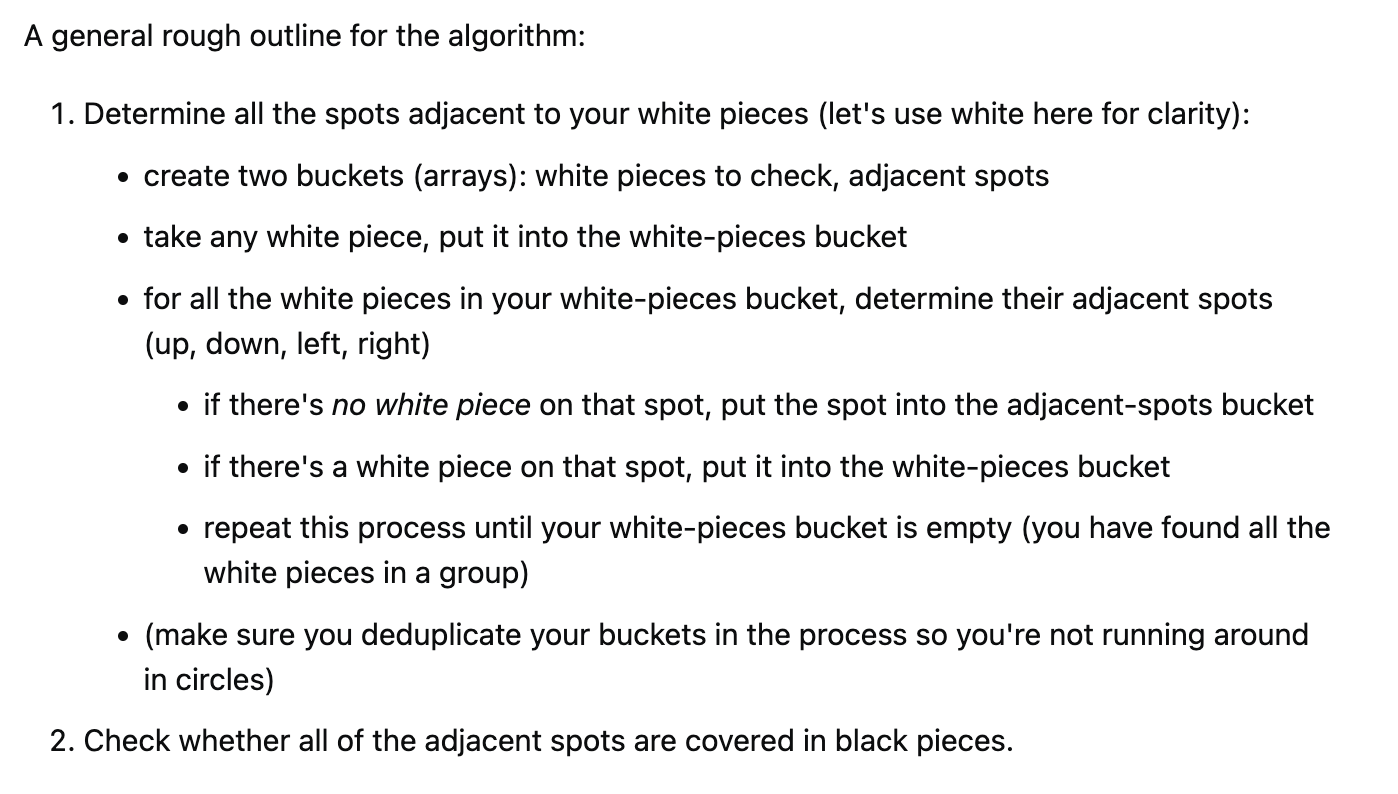 A general rough outline for the algorithm:
1. Determine all the spots adjacent to your white pieces (let's use white here for clarity):
• create two buckets (arrays): white pieces to check, adjacent spots
• take any white piece, put it into the white-pieces bucket
• for all the white pieces in your white-pieces bucket, determine their adjacent spots
(up, down, left, right)
• if there's no white piece on that spot, put the spot into the adjacent-spots bucket
• if there's a white piece on that spot, put it into the white-pieces bucket
• repeat this process until your white-pieces bucket is empty (you have found all the
white pieces in a group)
• (make sure you deduplicate your buckets in the process so you're not running around
in circles)
2. Check whether all of the adjacent spots are covered in black pieces.